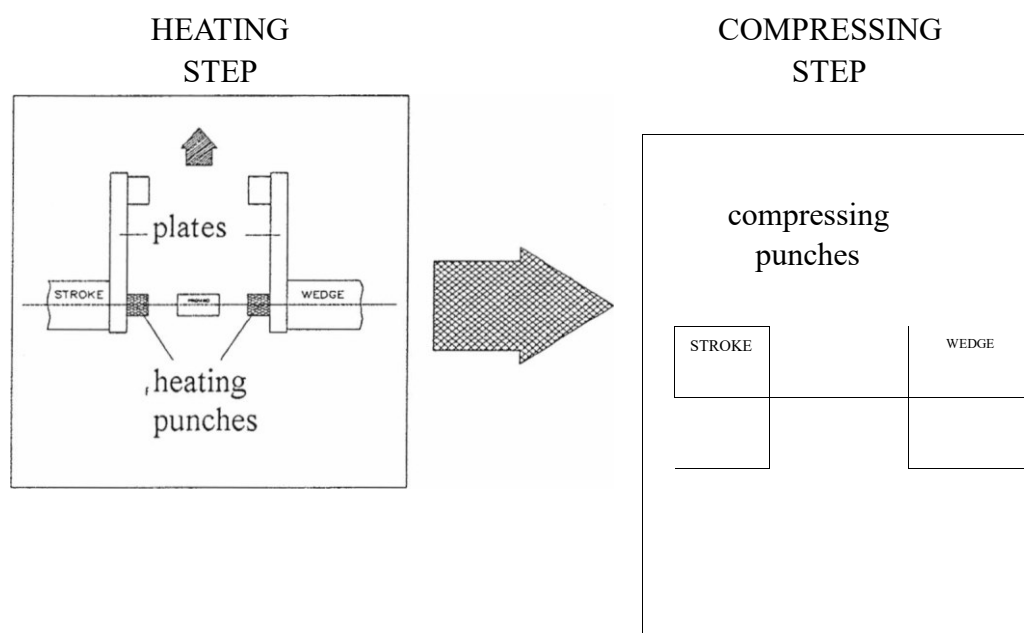 HEATING
STEP
COMPRESSING
STEP
plates
STROKE
WEDGE
heating
punches
compressing
punches
STROKE
WEDGE